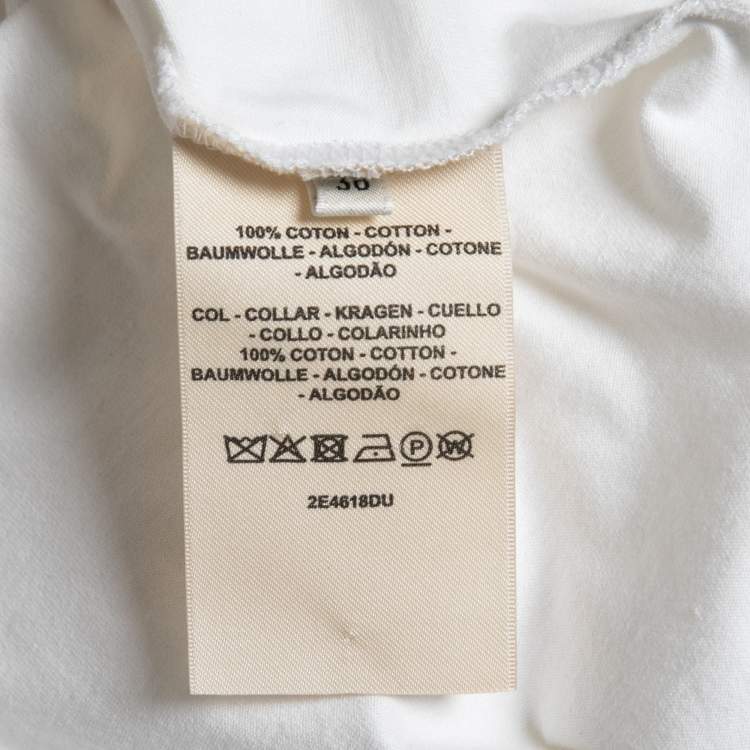 36
100% COTON - COTTON -
BAUMWOLLE - ALGODÓN - COTONE
- ALGODÃO
COL - COLLAR - KRAGEN - CUELLO
- COLLO - COLARINHO
100% COTON - COTTON -
BAUMWOLLE - ALGODÓN - COTONE
- ALGODÃO
P W
2E4618DU